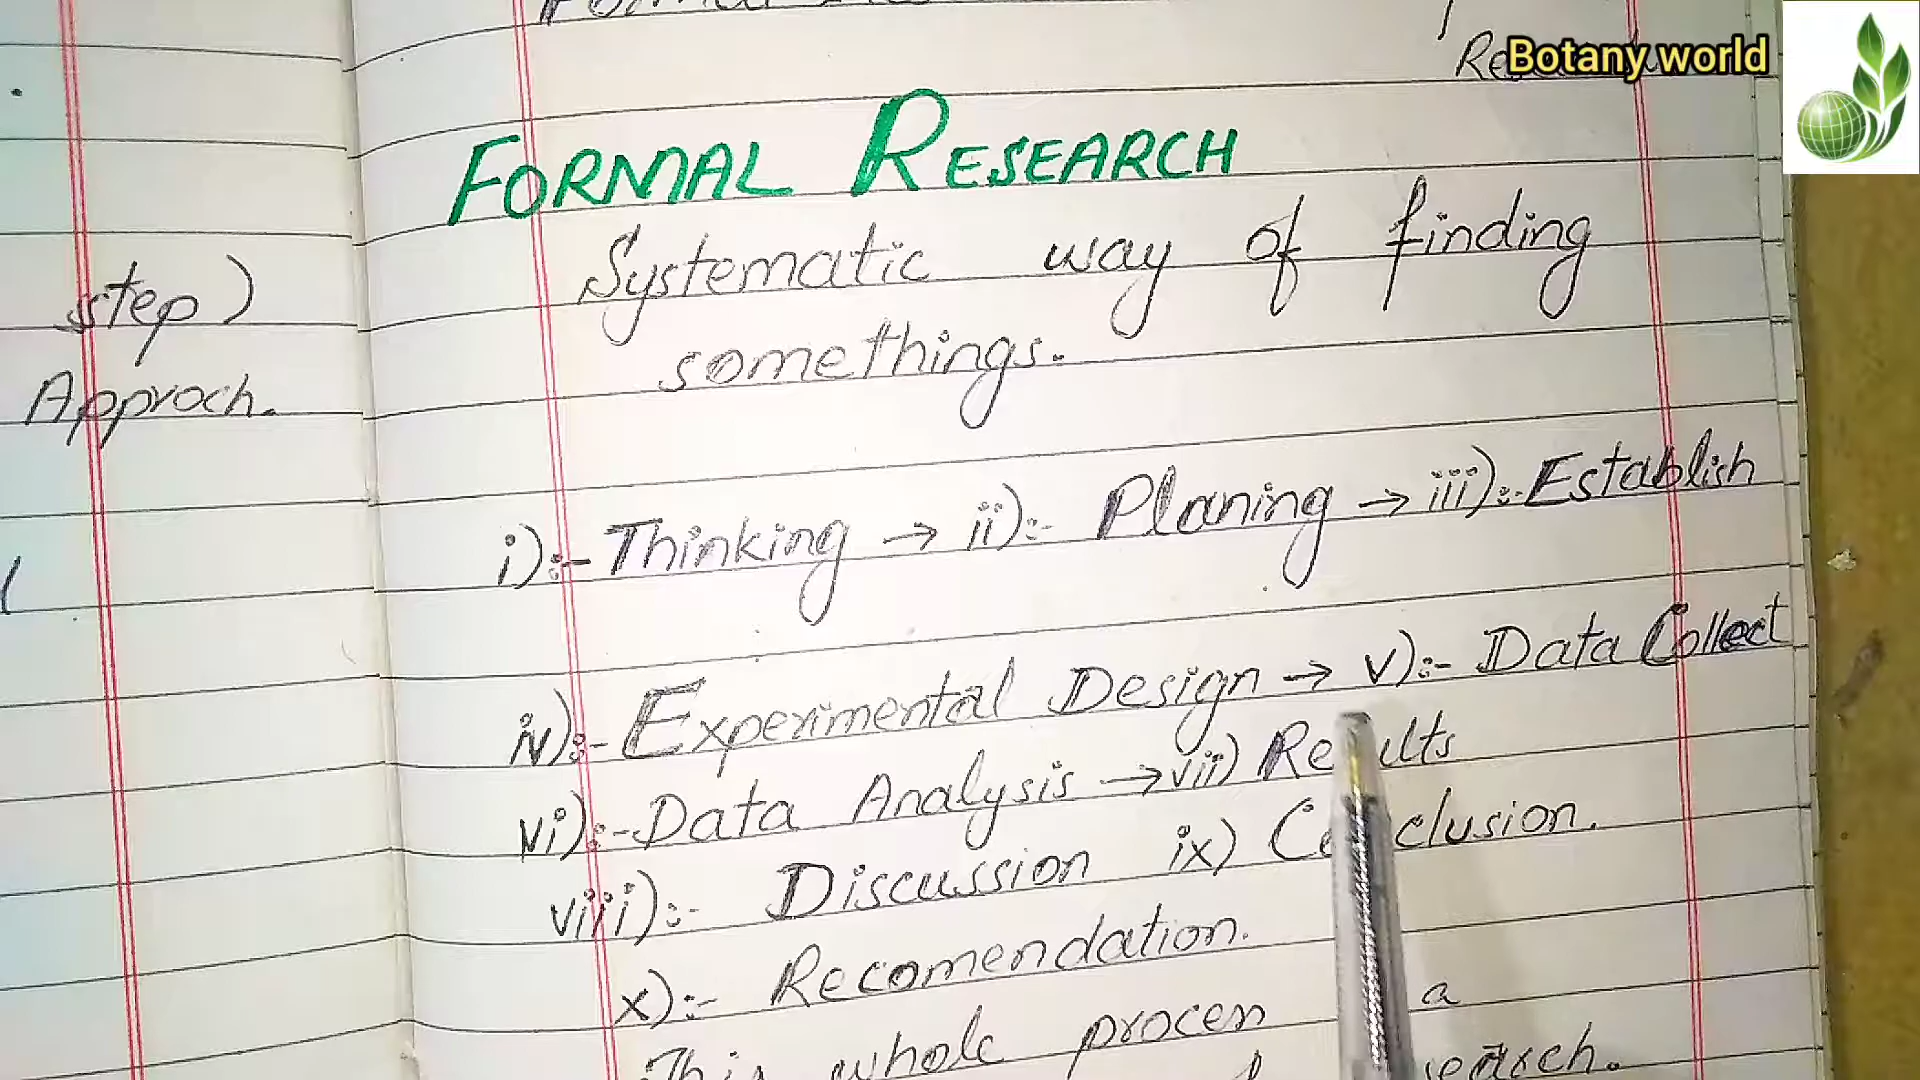 Botany world
FORMAL RESEARCH
Systematic way of finding
somethings.
step)
Approch.
i):- Thinking → ii):- Planing → iii):- Establish
iv):- Experimental Design → v):- Data Collect
vi):- Data Analysis → vii) Results
viii):- Discussion ix) Conclusion.
x):- Recomendation.
This whole process a